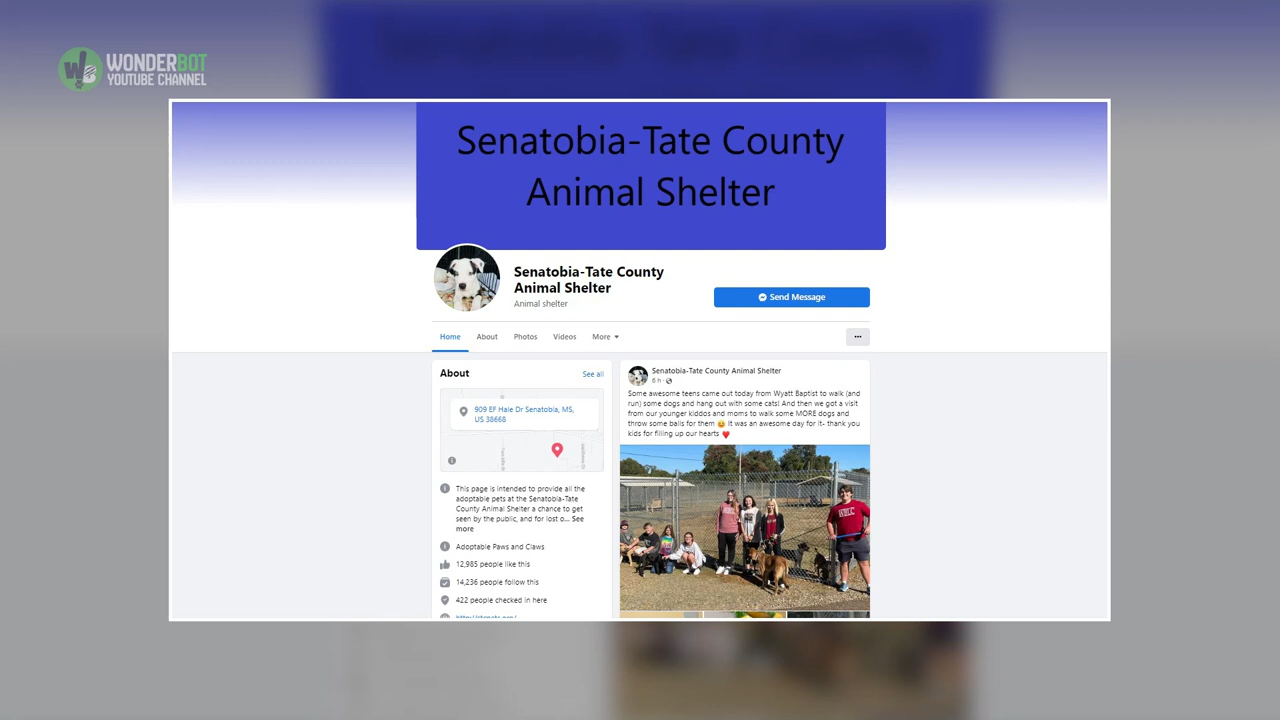 WONDERBOT
YOUTUBE CHANNEL
Senatobia-Tate County
Animal Shelter
Senatobia-Tate County
Animal Shelter
Animal shelter
Send Message
Home
About
Photos
Videos
More
About
See all
909 EF Hale Dr Senatobia, MS,
US 38668
This page is intended to provide all the
adoptable pets at the Senatobia-Tate
County Animal Shelter a chance to get
seen by the public, and for lost o... See
more
Adoptable Paws and Claws
12,985 people like this
14,236 people follow this
422 people checked in here
Senatobia-Tate County Animal Shelter
6 h ·
Some awesome teens came out today from Wyatt Baptist to walk (and
run) some dogs and hang out with some cats! And then we got a visit
from our younger kiddos and moms to walk some MORE dogs and
throw some balls for them 😀 It was an awesome day for it- thank you
kids for filling up our hearts ❤️